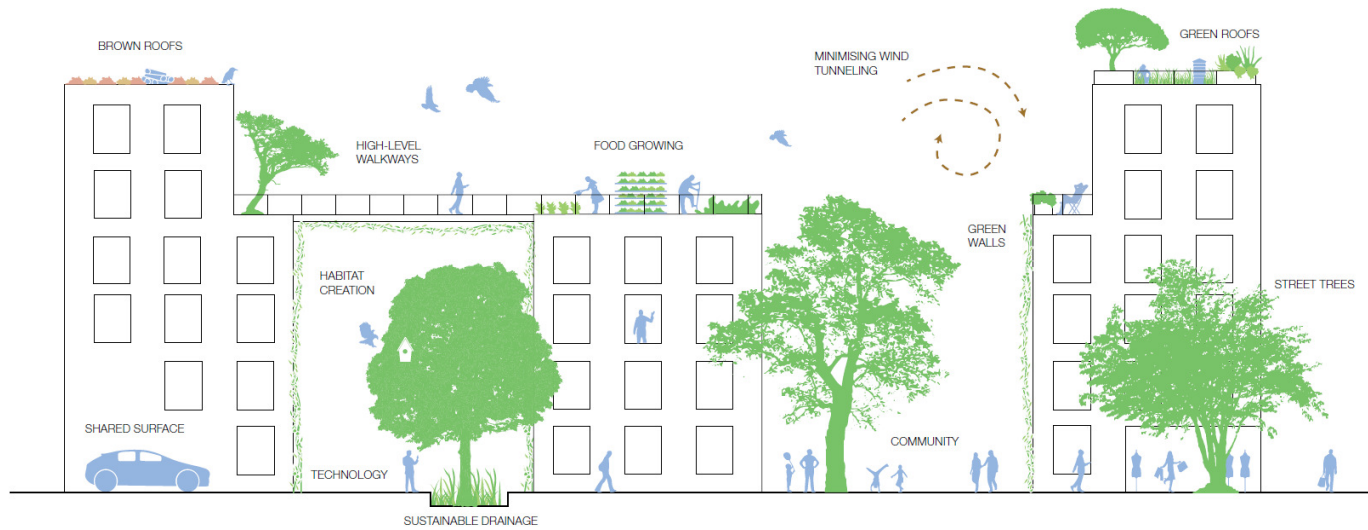 BROWN ROOFS
GREEN ROOFS
MINIMISING WIND
TUNNELING
HIGH-LEVEL
WALKWAYS
FOOD GROWING
GREEN
WALLS
HABITAT
CREATION
STREET TREES
SHARED SURFACE
COMMUNITY
TECHNOLOGY
SUSTAINABLE DRAINAGE